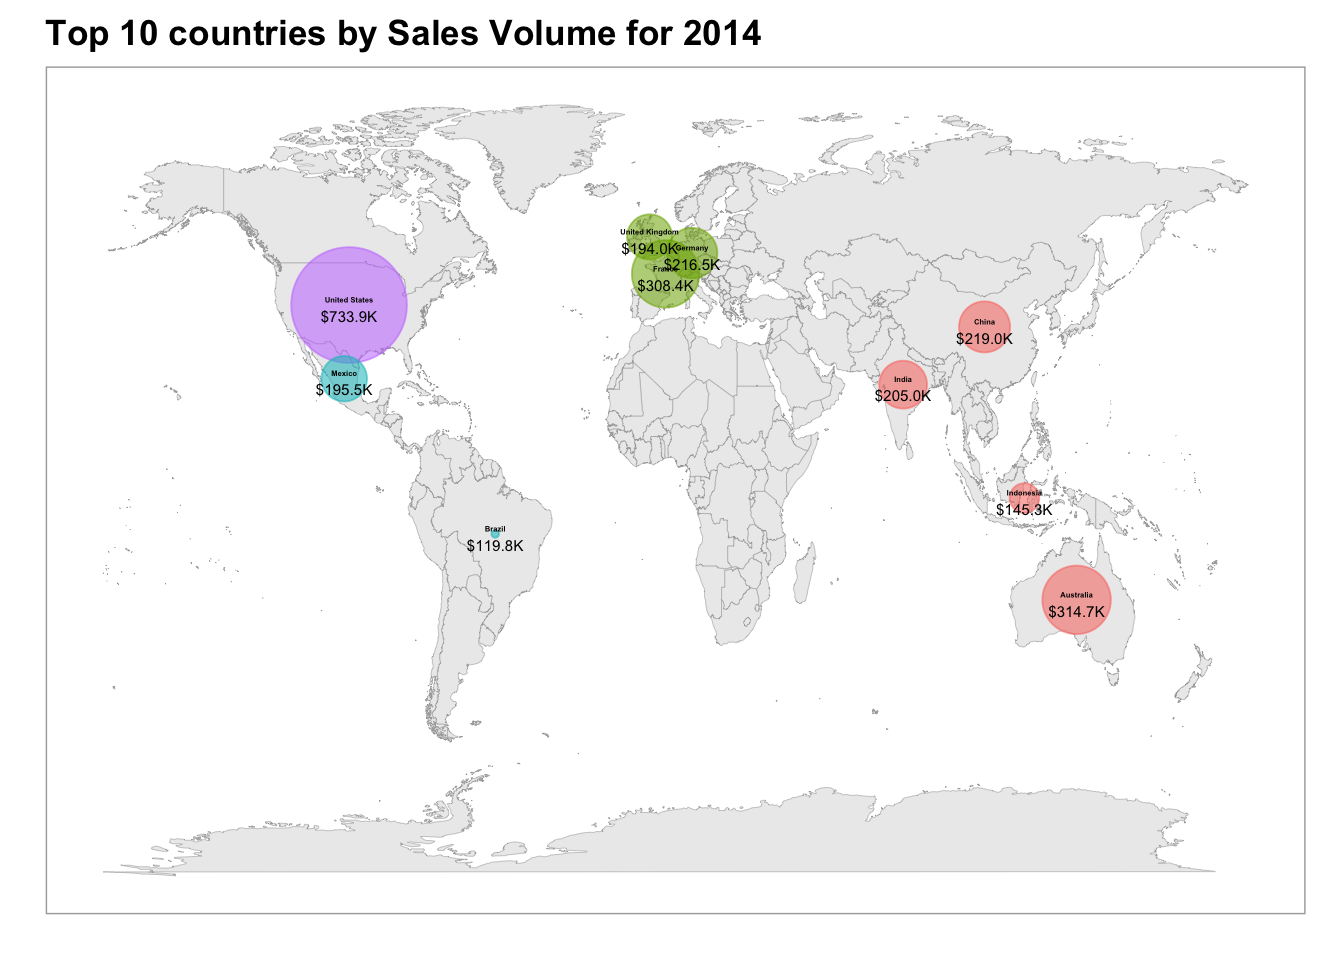 Top 10 countries by Sales Volume for 2014
United Kingdom
$194.0K
Germany
$216.5K
France
$308.4K
United States
$733.9K
China
$219.0K
Mexico
$195.5K
India
$205.0K
Indonesia
$145.3K
Brazil
$119.8K
Australia
$314.7K